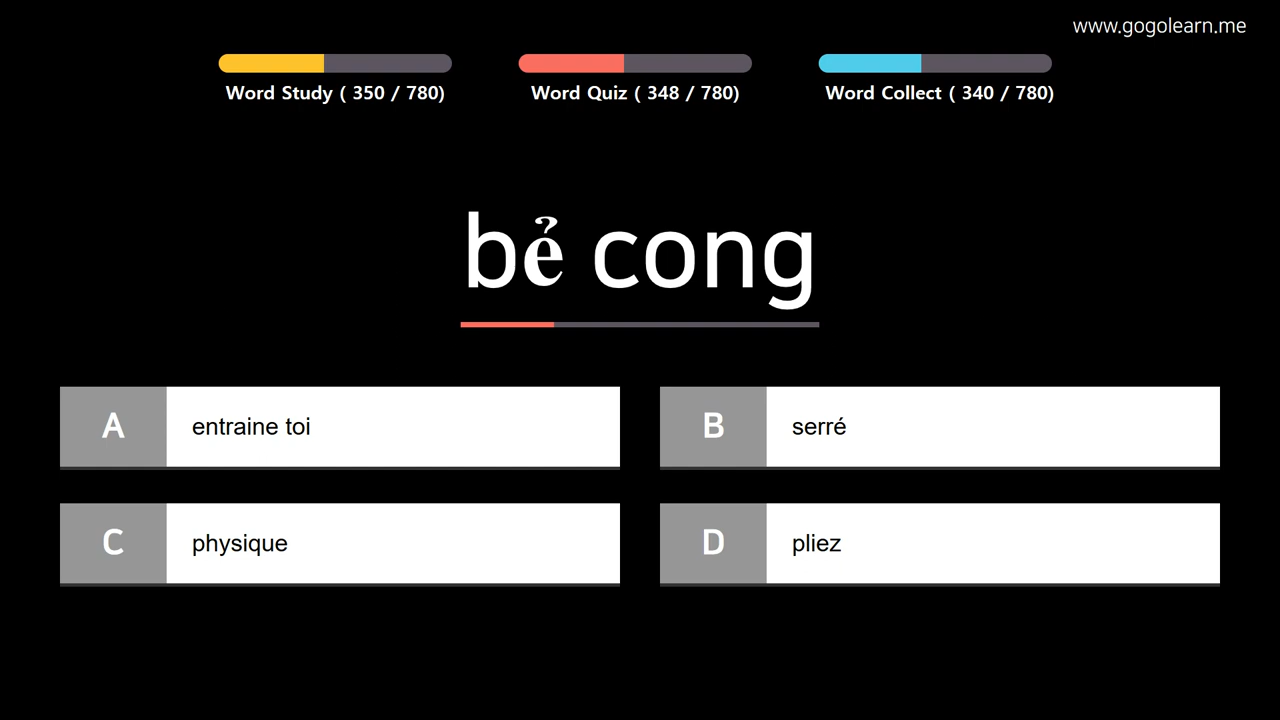 www.gogolearn.me
Word Study ( 350 / 780)
Word Quiz ( 348 / 780)
Word Collect ( 340 / 780)
bẻ cong
A entraine toi
B serré
C physique
D pliez